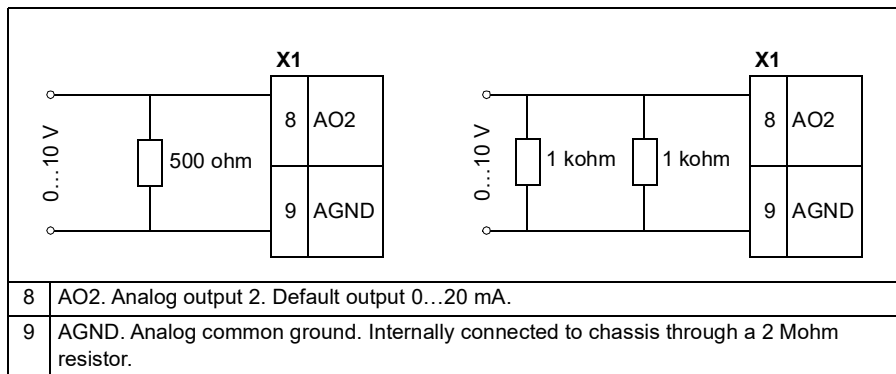 X1
0…10 V
500 ohm
8 AO2
9 AGND
X1
0…10 V
1 kohm
1 kohm
8 AO2
9 AGND
8 AO2. Analog output 2. Default output 0…20 mA.
9 AGND. Analog common ground. Internally connected to chassis through a 2 Mohm
resistor.